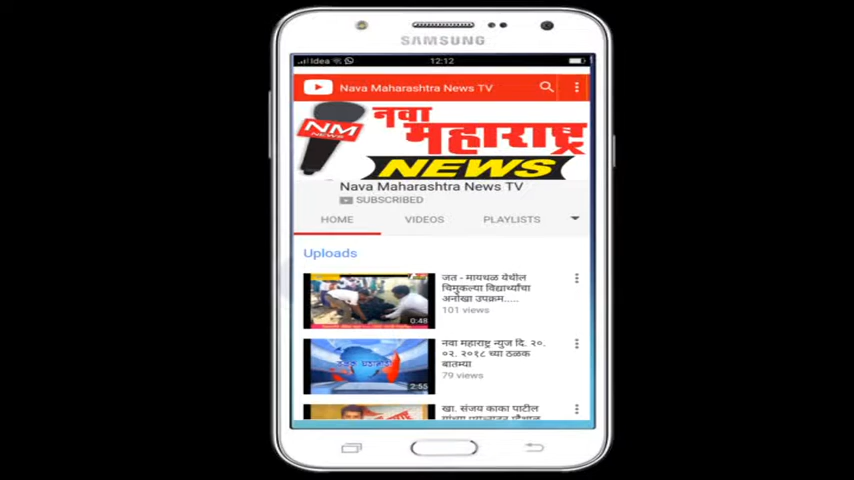 SAMSUNG
Idea 12:12
Nava Maharashtra News TV
NM
NEWS
नवा
महाराष्ट्र
NEWS
Nava Maharashtra News TV
SUBSCRIBED
HOME VIDEOS PLAYLISTS
Uploads
जत - मायथळ येथील
चिमुकल्या विद्यार्थ्यांचा
अनोखा उपक्रम.....
101 views
0:48
नवा महाराष्ट्र न्युज दि. २०.
०२. २०१८ च्या ठळक
बातम्या
79 views
2:55
खा. संजय काका पाटील